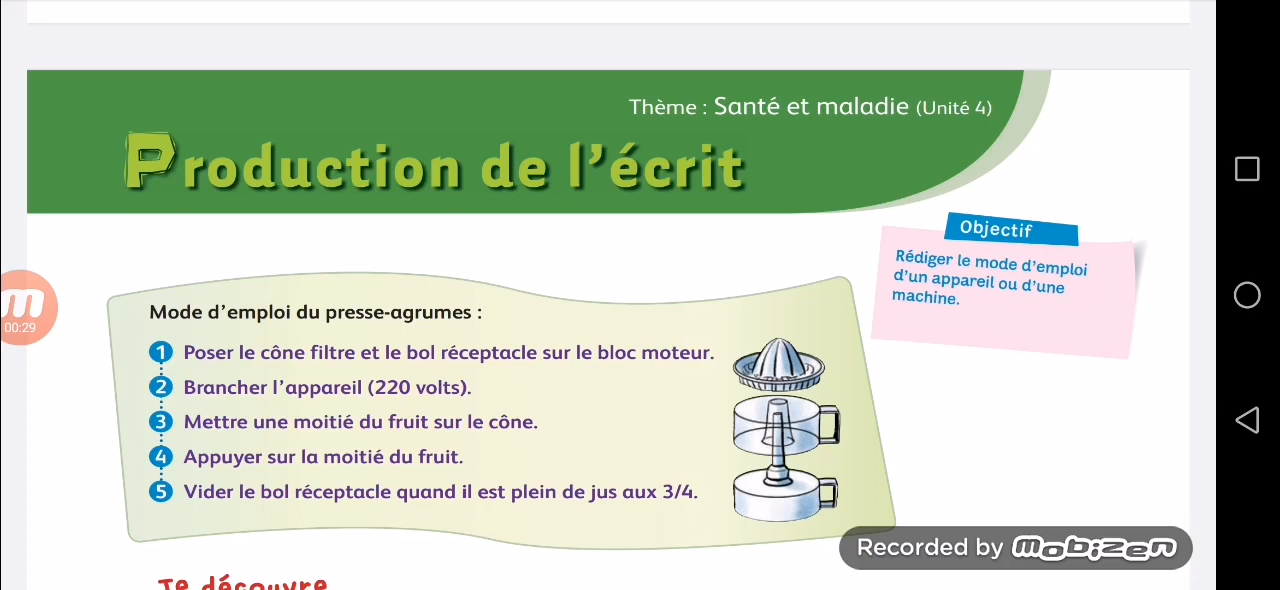 Thème : Santé et maladie (Unité 4)
Production de l'écrit
Objectif
Rédiger le mode d'emploi
d'un appareil ou d'une
machine.
00:29
Mode d'emploi du presse-agrumes :
1 Poser le cône filtre et le bol réceptacle sur le bloc moteur.
2 Brancher l'appareil (220 volts).
3 Mettre une moitié du fruit sur le cône.
4 Appuyer sur la moitié du fruit.
5 Vider le bol réceptacle quand il est plein de jus aux 3/4.
Recorded by mobizen
Je découvre